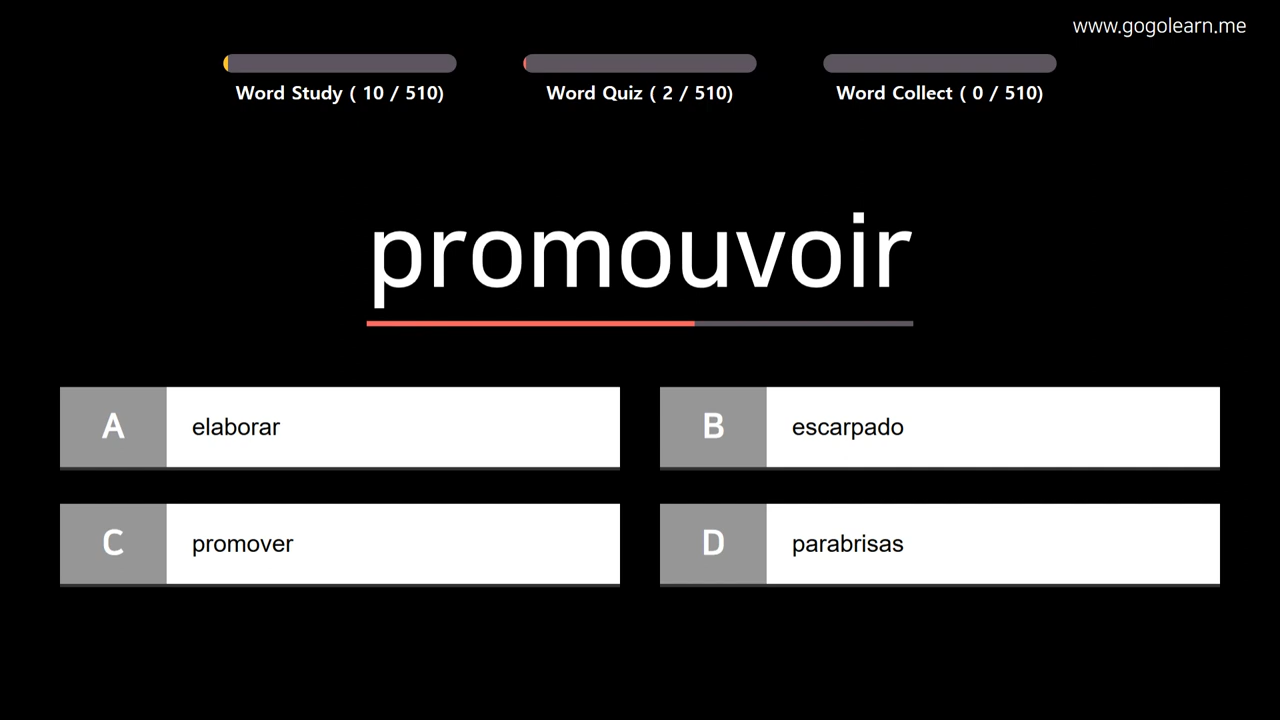 www.gogolearn.me
Word Study ( 10 / 510)
Word Quiz ( 2 / 510)
Word Collect ( 0 / 510)
promouvoir
A elaborar
B escarpado
C promover
D parabrisas